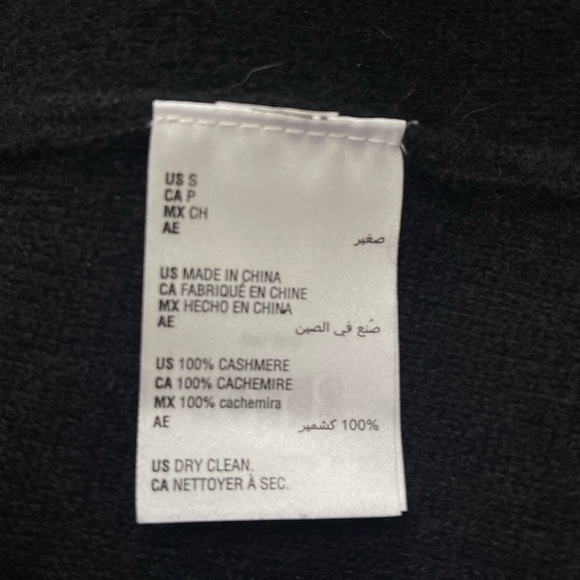 US S
CA P
MX CH
AE
صغير
US MADE IN CHINA
CA FABRIQUÉ EN CHINE
MX HECHO EN CHINA
AE صُنع في الصين
US 100% CASHMERE
CA 100% CACHEMIRE
MX 100% cachemira
AE 100% كشمير
US DRY CLEAN.
CA NETTOYER À SEC.